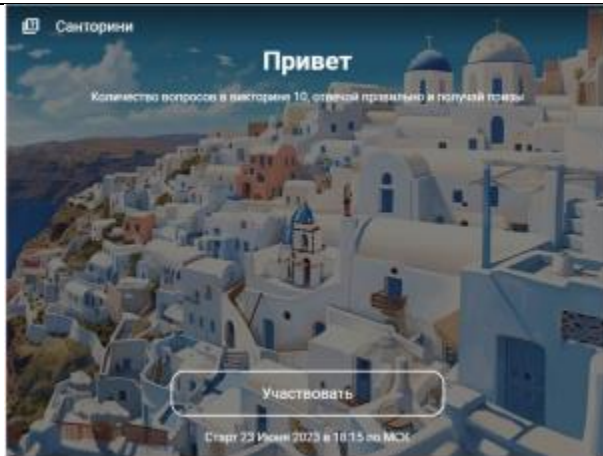 Санторини
Привет
Количество вопросов в викторине 10, отвечай правильно и получай призы
Участвовать
Старт 23 Июня 2023 в 18:15 по МСК